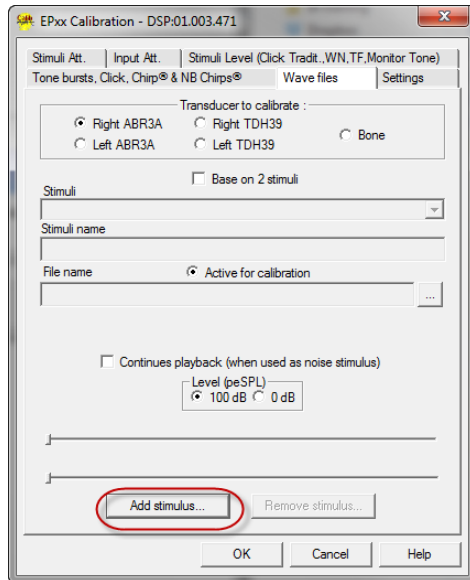 EPxx Calibration - DSP:01.003.471
Stimuli Att. Input Att. Stimuli Level (Click Tradit.,WN,TF,Monitor Tone)
Tone bursts, Click, Chirp® & NB Chirps® Wave files Settings
Transducer to calibrate :
Right ABR3A Right TDH39
Bone
Left ABR3A Left TDH39
Base on 2 stimuli
Stimuli
Stimuli name
File name Active for calibration
...
Continues playback (when used as noise stimulus)
Level (peSPL)
100 dB 0 dB
Add stimulus... Remove stimulus...
OK Cancel Help